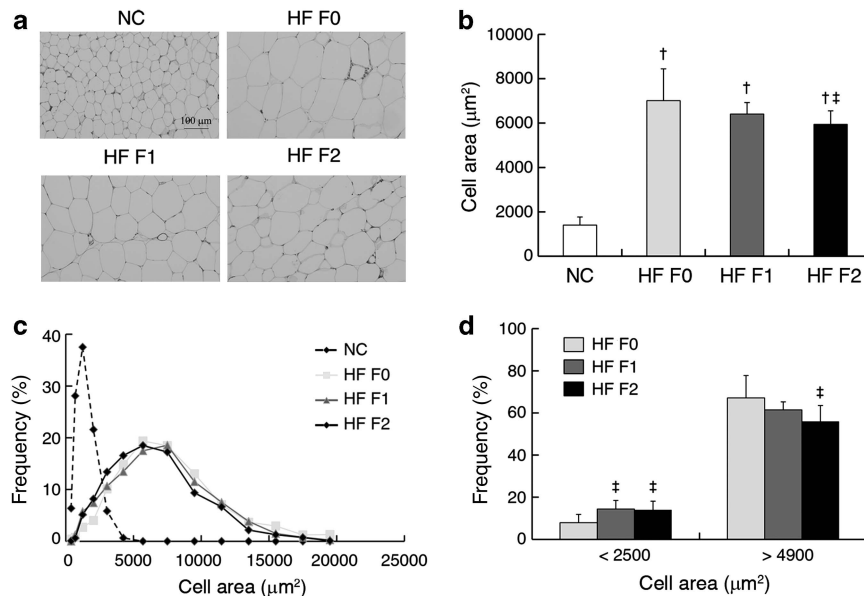 a
NC
HF F0
100 μm
HF F1
HF F2
b
Cell area (μm²)
10000
8000
6000
4000
2000
0
†
†
†‡
NC
HF F0
HF F1
HF F2
c
Frequency (%)
40
30
20
10
0
0
5000
10000
15000
20000
25000
Cell area (μm²)
NC
HF F0
HF F1
HF F2
d
Frequency (%)
100
80
60
40
20
0
HF F0
HF F1
HF F2
‡
‡
‡
< 2500
> 4900
Cell area (μm²)